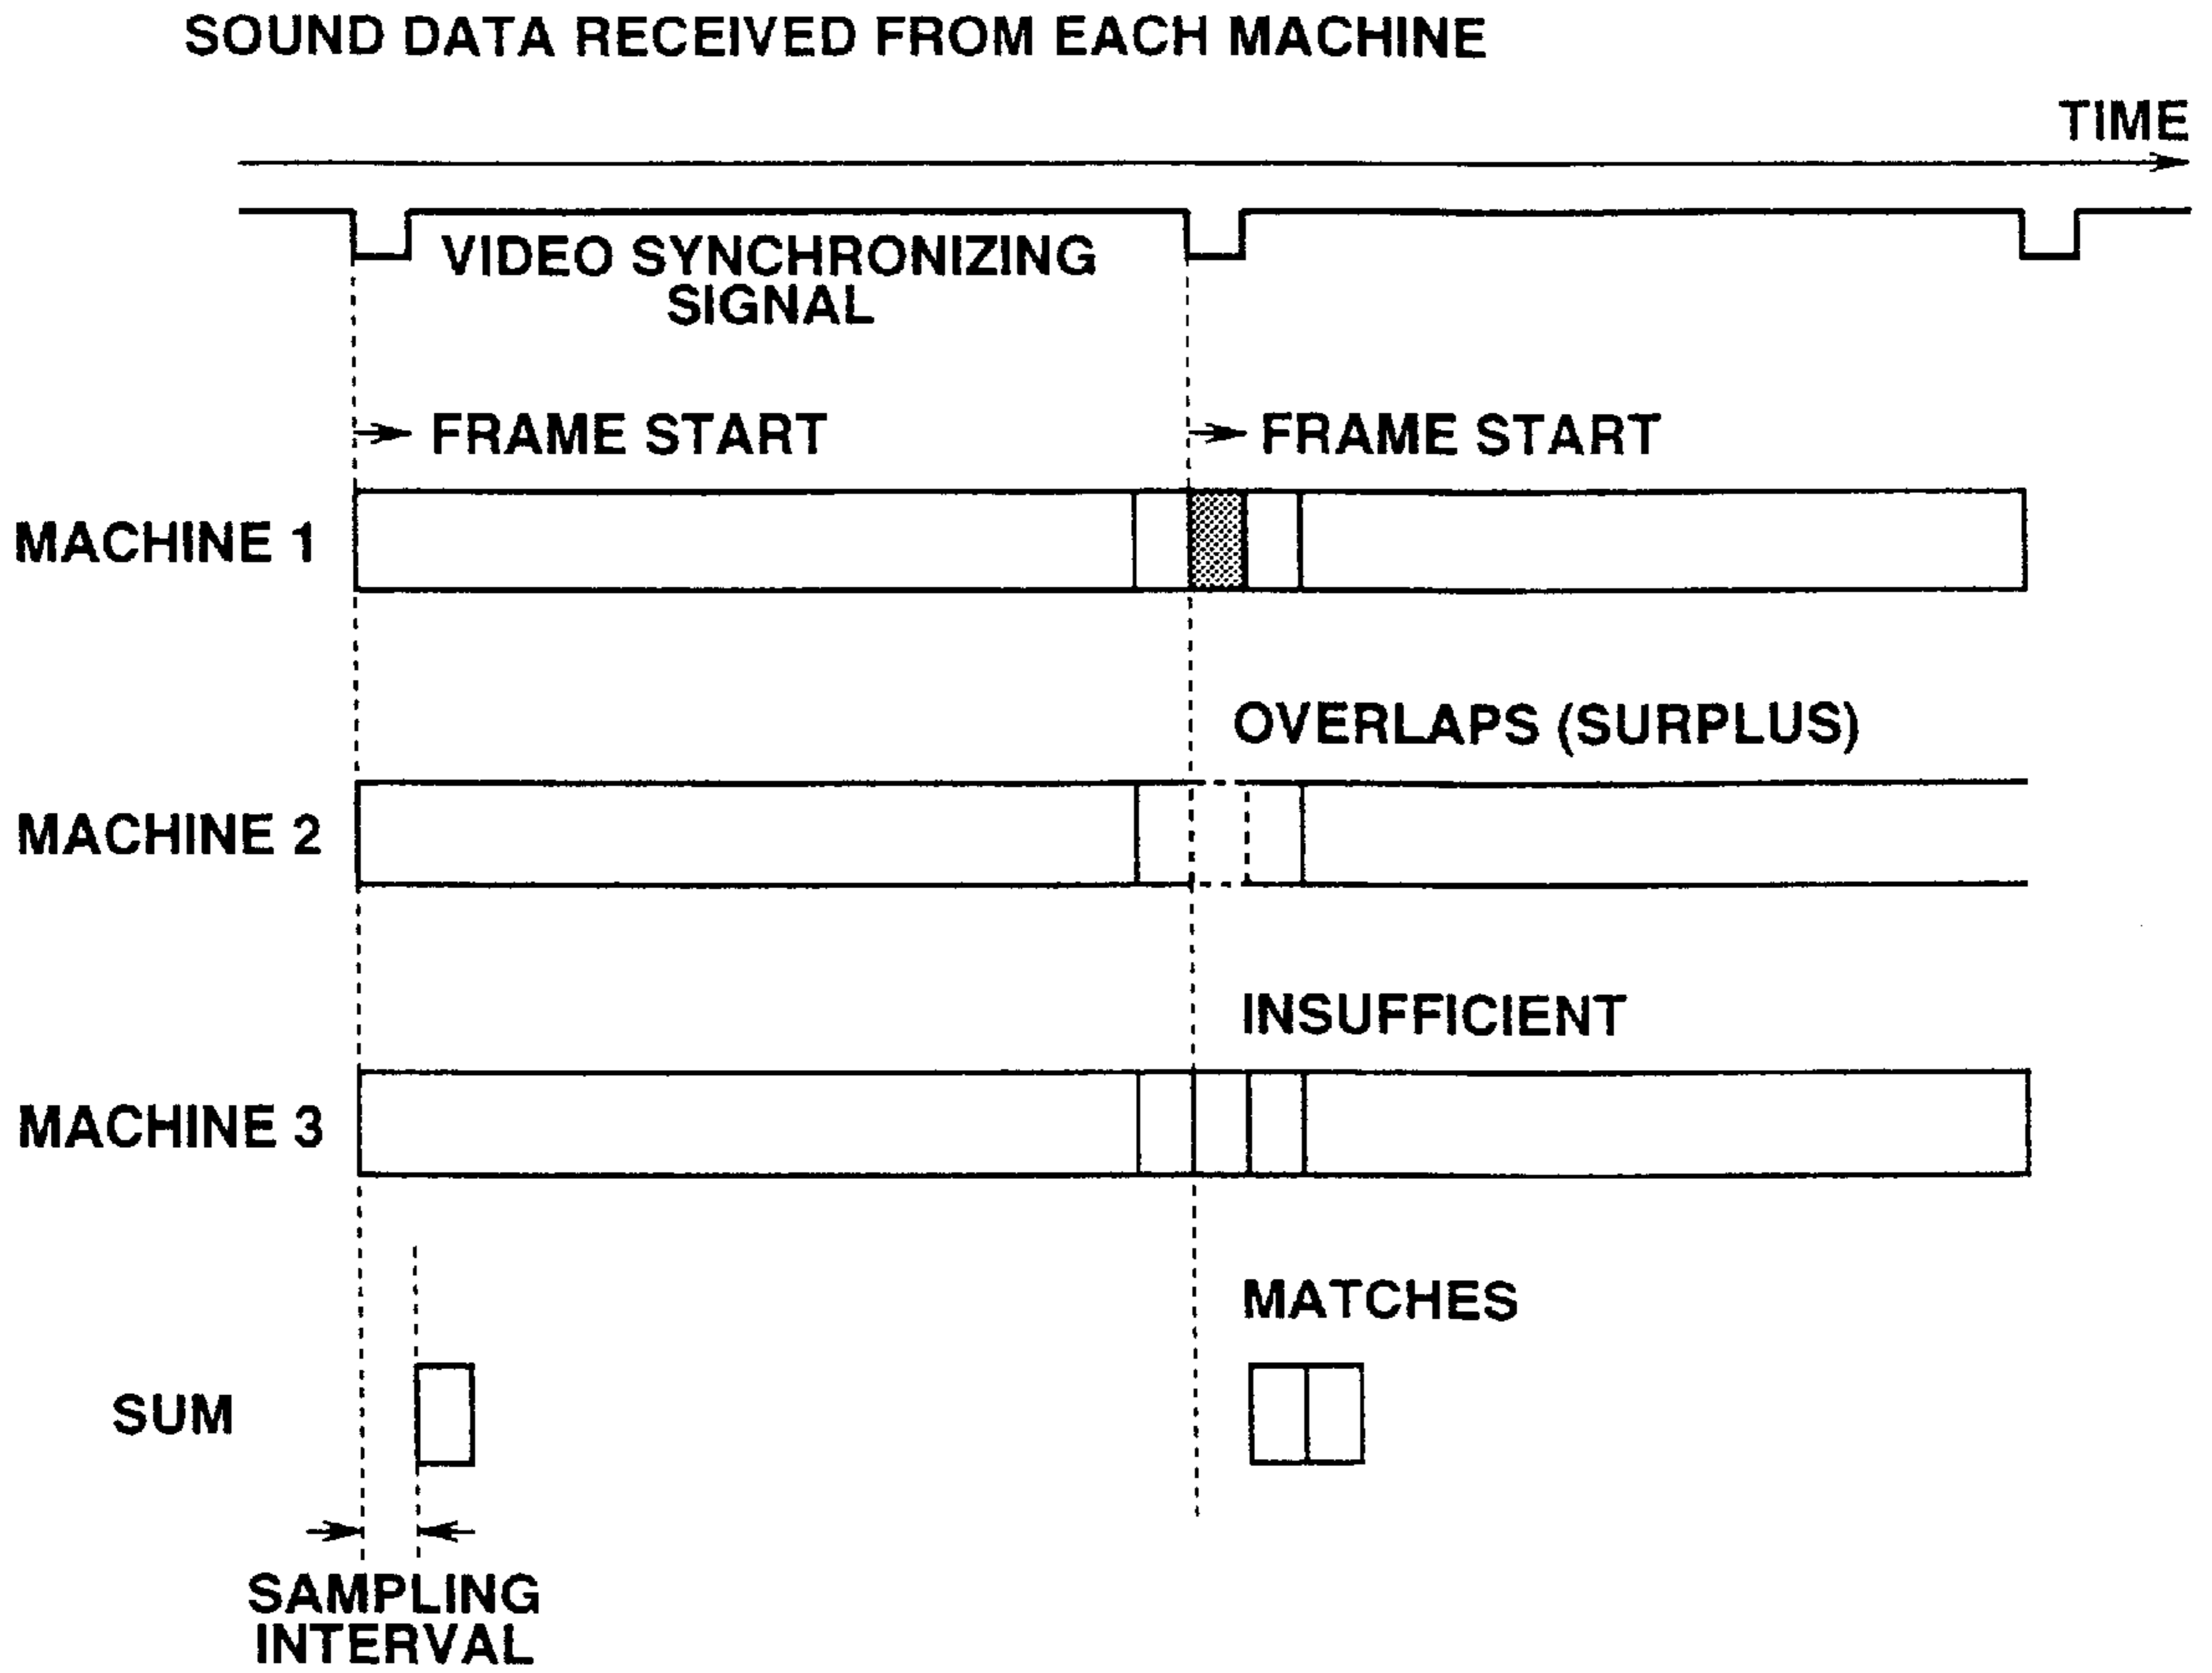 SOUND DATA RECEIVED FROM EACH MACHINE
TIME
VIDEO SYNCHRONIZING
SIGNAL
FRAME START
FRAME START
MACHINE 1
OVERLAPS (SURPLUS)
MACHINE 2
INSUFFICIENT
MACHINE 3
MATCHES
SUM
SAMPLING
INTERVAL